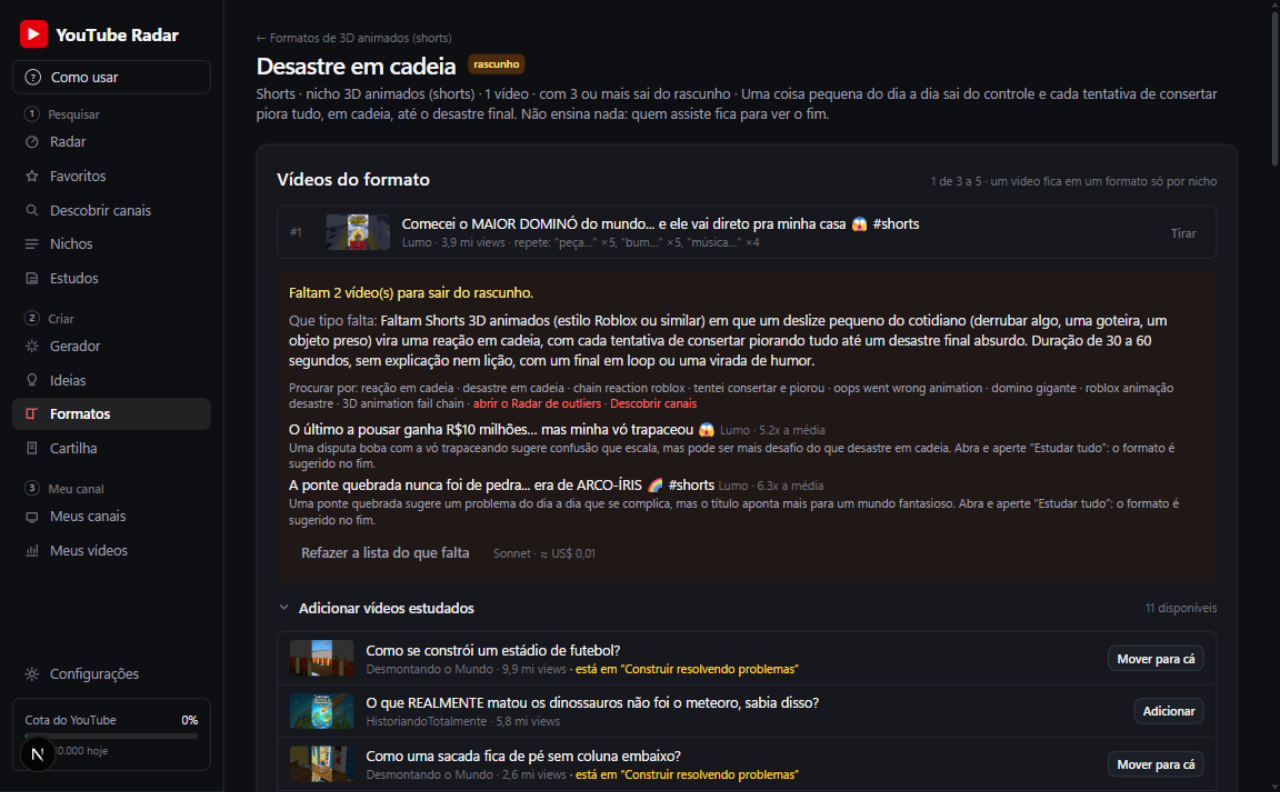 YouTube Radar
Como usar
1 Pesquisar
Radar
Favoritos
Descobrir canais
Nichos
Estudos
2 Criar
Gerador
Ideias
Formatos
Cartilha
3 Meu canal
Meus canais
Meus vídeos
Configurações
Cota do YouTube 0%
0.000 hoje
N
← Formatos de 3D animados (shorts)
Desastre em cadeia rascunho
Shorts · nicho 3D animados (shorts) · 1 vídeo · com 3 ou mais sai do rascunho · Uma coisa pequena do dia a dia sai do controle e cada tentativa de consertar
piora tudo, em cadeia, até o desastre final. Não ensina nada: quem assiste fica para ver o fim.
Vídeos do formato 1 de 3 a 5 · um vídeo fica em um formato só por nicho
#1 Comecei o MAIOR DOMINÓ do mundo... e ele vai direto pra minha casa 😱 #shorts
Lumo · 3,9 mi views · repete: "peça..." ×5, "bum..." ×5, "música..." ×4
Tirar
Faltam 2 vídeo(s) para sair do rascunho.
Que tipo falta: Faltam Shorts 3D animados (estilo Roblox ou similar) em que um deslize pequeno do cotidiano (derrubar algo, uma goteira, um
objeto preso) vira uma reação em cadeia, com cada tentativa de consertar piorando tudo até um desastre final absurdo. Duração de 30 a 60
segundos, sem explicação nem lição, com um final em loop ou uma virada de humor.
Procurar por: reação em cadeia · desastre em cadeia · chain reaction roblox · tentei consertar e piorou · oops went wrong animation · domino gigante · roblox animação
desastre · 3D animation fail chain · abrir o Radar de outliers · Descobrir canais
O último a pousar ganha R$10 milhões... mas minha vó trapaceou 😱 Lumo · 5.2x a média
Uma disputa boba com a vó trapaceando sugere confusão que escala, mas pode ser mais desafio do que desastre em cadeia. Abra e aperte "Estudar tudo": o formato é
sugerido no fim.
A ponte quebrada nunca foi de pedra... era de ARCO-ÍRIS 🌈 #shorts Lumo · 6.3x a média
Uma ponte quebrada sugere um problema do dia a dia que se complica, mas o título aponta mais para um mundo fantasioso. Abra e aperte "Estudar tudo": o formato é
sugerido no fim.
Refazer a lista do que falta Sonnet · ≈ US$ 0,01
Adicionar vídeos estudados 11 disponíveis
Como se constrói um estádio de futebol?
Desmontando o Mundo · 9,9 mi views · está em "Construir resolvendo problemas"
Mover para cá
O que REALMENTE matou os dinossauros não foi o meteoro, sabia disso?
HistoriandoTotalmente · 5,8 mi views
Adicionar
Como uma sacada fica de pé sem coluna embaixo?
Desmontando o Mundo · 2,6 mi views · está em "Construir resolvendo problemas"
Mover para cá